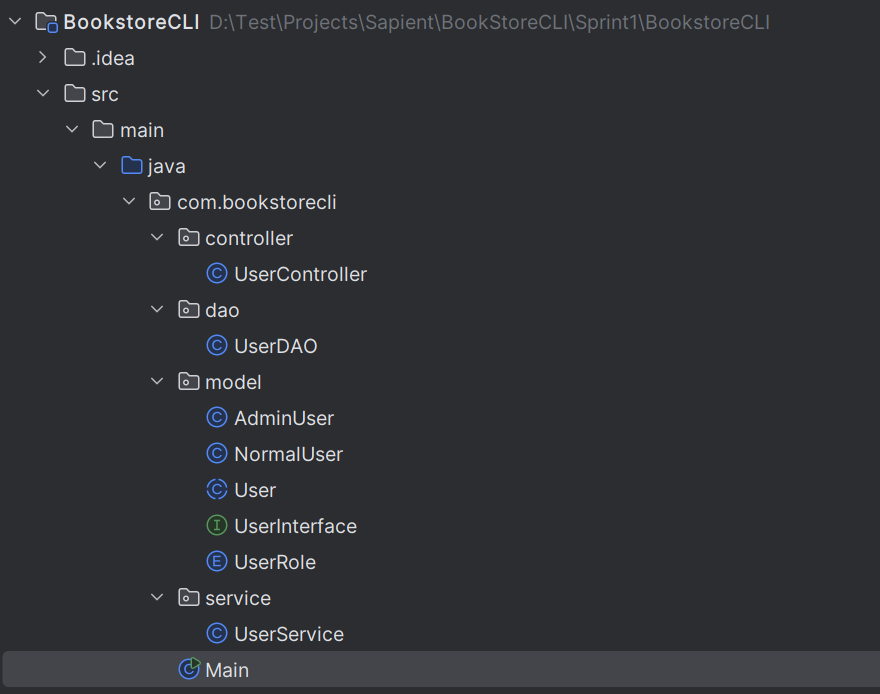 BookstoreCLI D:\Test\Projects\Sapient\BookStoreCLI\Sprint1\BookstoreCLI
.idea
src
main
java
com.bookstorecli
controller
C UserController
dao
C UserDAO
model
C AdminUser
C NormalUser
C User
I UserInterface
E UserRole
service
C UserService
C Main